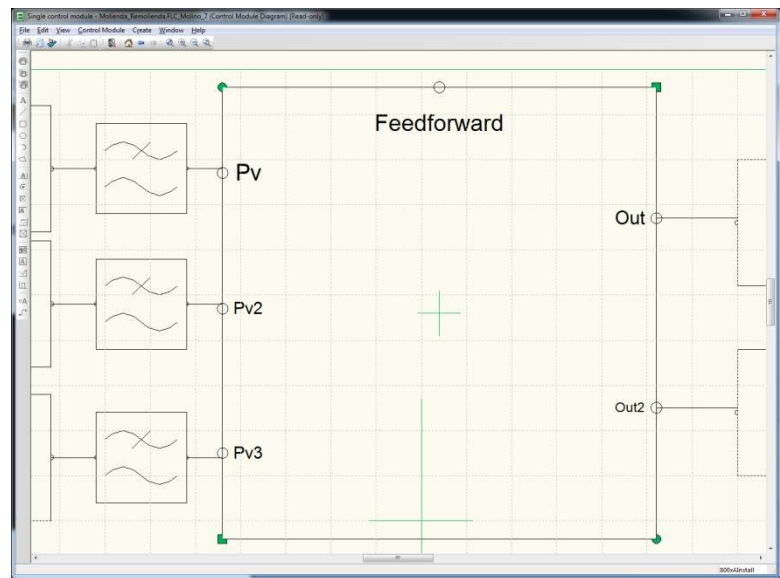 Single control module - Molienda_Remolienda.FLC_Molino_7 (Control Module Diagram) [Read-only]
File Edit View Control Module Create Window Help
Feedforward
Pv
Out
Pv2
Out2
Pv3
800xAInstall